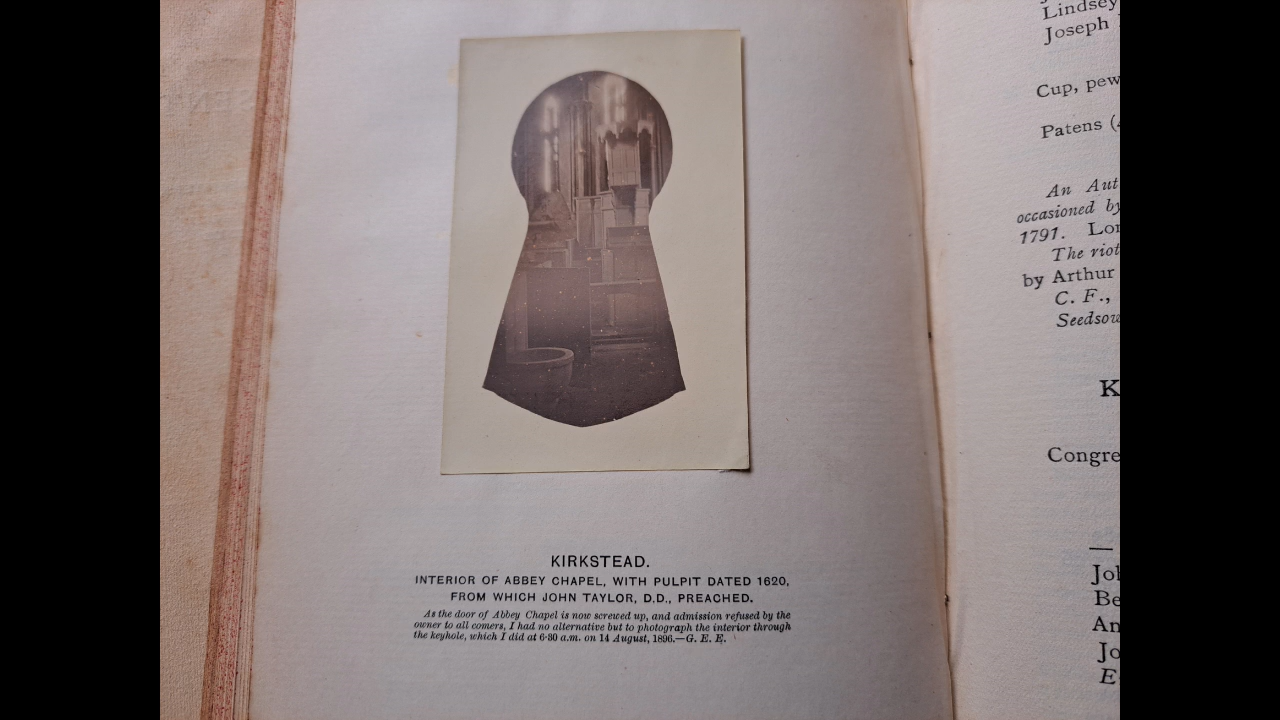 KIRKSTEAD.
INTERIOR OF ABBEY CHAPEL, WITH PULPIT DATED 1620,
FROM WHICH JOHN TAYLOR, D.D., PREACHED.
As the door of Abbey Chapel is now screwed up, and admission refused by the
owner to all comers, I had no alternative but to photograph the interior through
the keyhole, which I did at 6·30 a.m. on 14 August, 1896.—G. E. E.
Lindsey
Joseph
Cup, pew
Patens (
An Aut
occasioned by
1791. Lon
The riot
by Arthur
C. F.,
Seedsow
K
Congre
—
Joh
Be
An
Jo
E